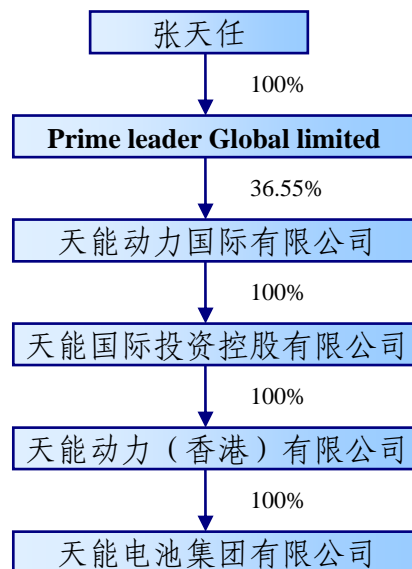 张天任
100%
Prime leader Global limited
36.55%
天能动力国际有限公司
100%
天能国际投资控股有限公司
100%
天能动力（香港）有限公司
100%
天能电池集团有限公司